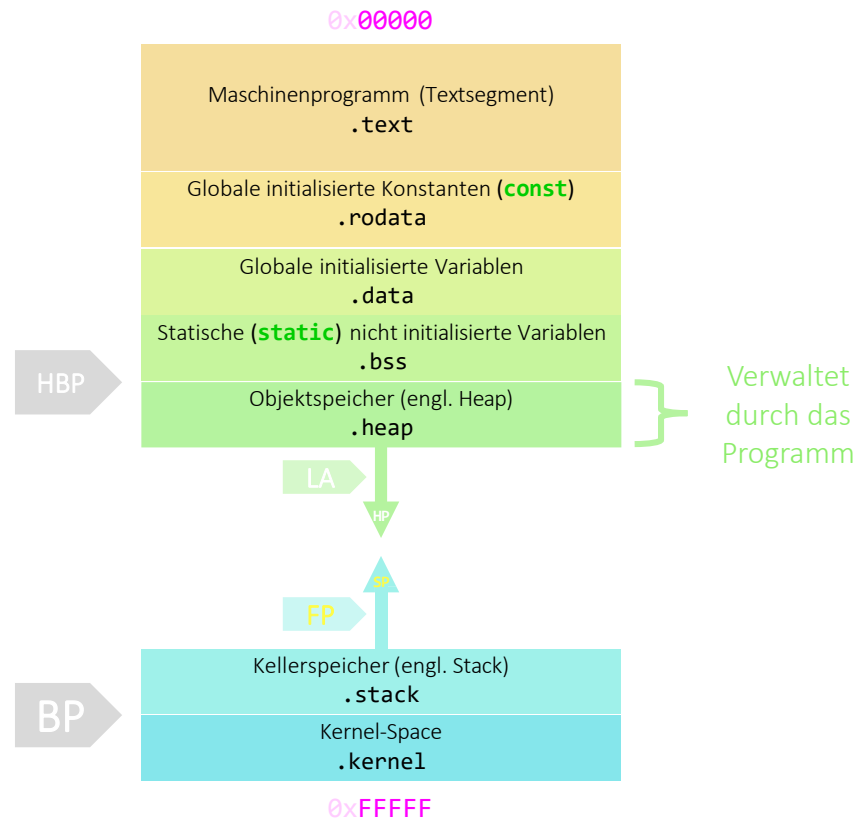 0x00000
Maschinenprogramm (Textsegment)
.text
Globale initialisierte Konstanten (const)
.rodata
Globale initialisierte Variablen
.data
Statische (static) nicht initialisierte Variablen
.bss
HBP
Objektspeicher (engl. Heap)
.heap
Verwaltet
durch das
Programm
LA
HP
SP
FP
Kellerspeicher (engl. Stack)
.stack
BP
Kernel-Space
.kernel
0xFFFFF